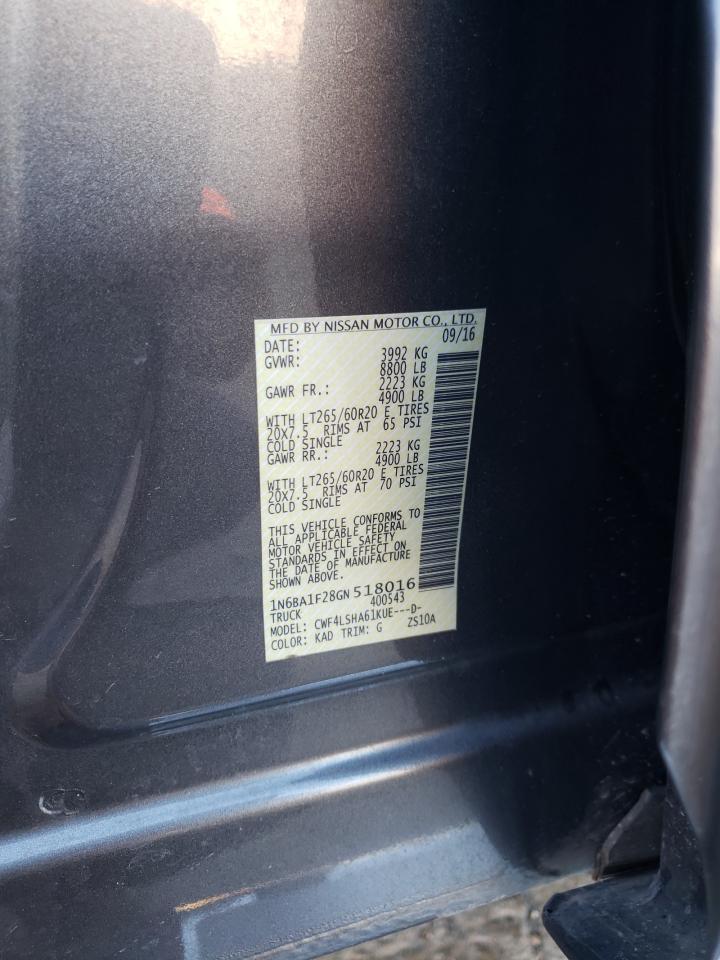 MFD BY NISSAN MOTOR CO., LTD.
DATE: 09/16
GVWR: 3992 KG
8800 LB
GAWR FR.: 2223 KG
4900 LB
WITH LT265/60R20 E TIRES
20X7.5 RIMS AT 65 PSI
COLD SINGLE
GAWR RR.: 2223 KG
4900 LB
WITH LT265/60R20 E TIRES
20X7.5 RIMS AT 70 PSI
COLD SINGLE
THIS VEHICLE CONFORMS TO
ALL APPLICABLE FEDERAL
MOTOR VEHICLE SAFETY
STANDARDS IN EFFECT ON
THE DATE OF MANUFACTURE
SHOWN ABOVE.
1N6BA1F28GN518016
TRUCK 400543
MODEL: CWF4LSHA61KUE---D-
COLOR: KAD TRIM: G ZS10A